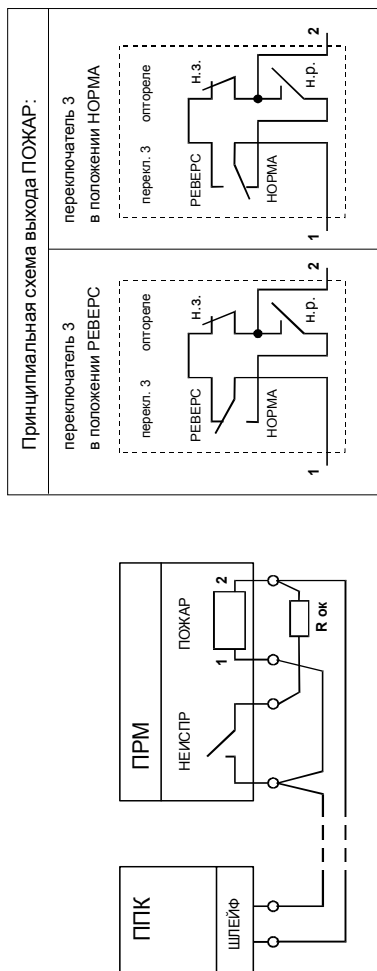 Принципиальная схема выхода ПОЖАР:
переключатель 3
в положении РЕВЕРС
перекл. 3 опторелe
РЕВЕРС
н.з.
НОРМА
н.р.
1
2
переключатель 3
в положении НОРМА
перекл. 3 оптореле
РЕВЕРС
н.з.
НОРМА
н.р.
1
2
ППК
ШЛЕЙФ
ПРМ
НЕИСПР
ПОЖАР
1
2
R ок